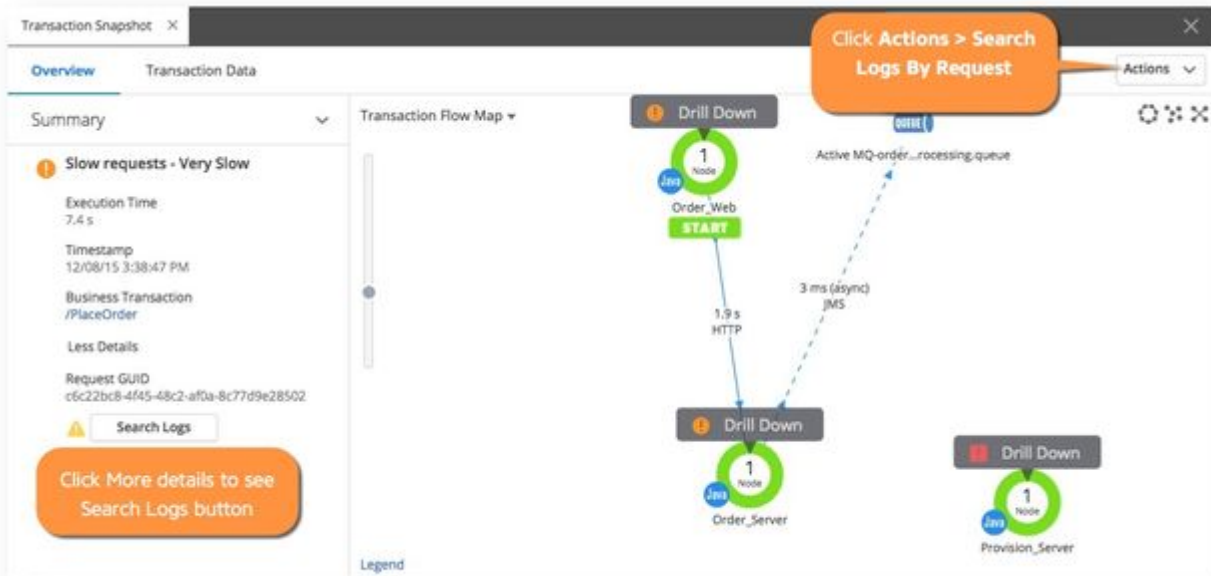 Transaction Snapshot ×
Click Actions > Search
Logs By Request
Overview
Transaction Data
Actions
Summary
Transaction Flow Map
Slow requests - Very Slow
Execution Time
7.4 s
Timestamp
12/08/15 3:38:47 PM
Business Transaction
/PlaceOrder
Less Details
Request GUID
c6c22bc8-4f45-48c2-af0a-8c77d9e28502
Search Logs
Click More details to see
Search Logs button
Drill Down
1
Node
Java
Order_Web
START
QUEUE
Active MQ-order...rocessing.queue
1.9 s
HTTP
3 ms (async)
JMS
Drill Down
1
Node
Java
Order_Server
Drill Down
1
Node
Java
Provision_Server
Legend